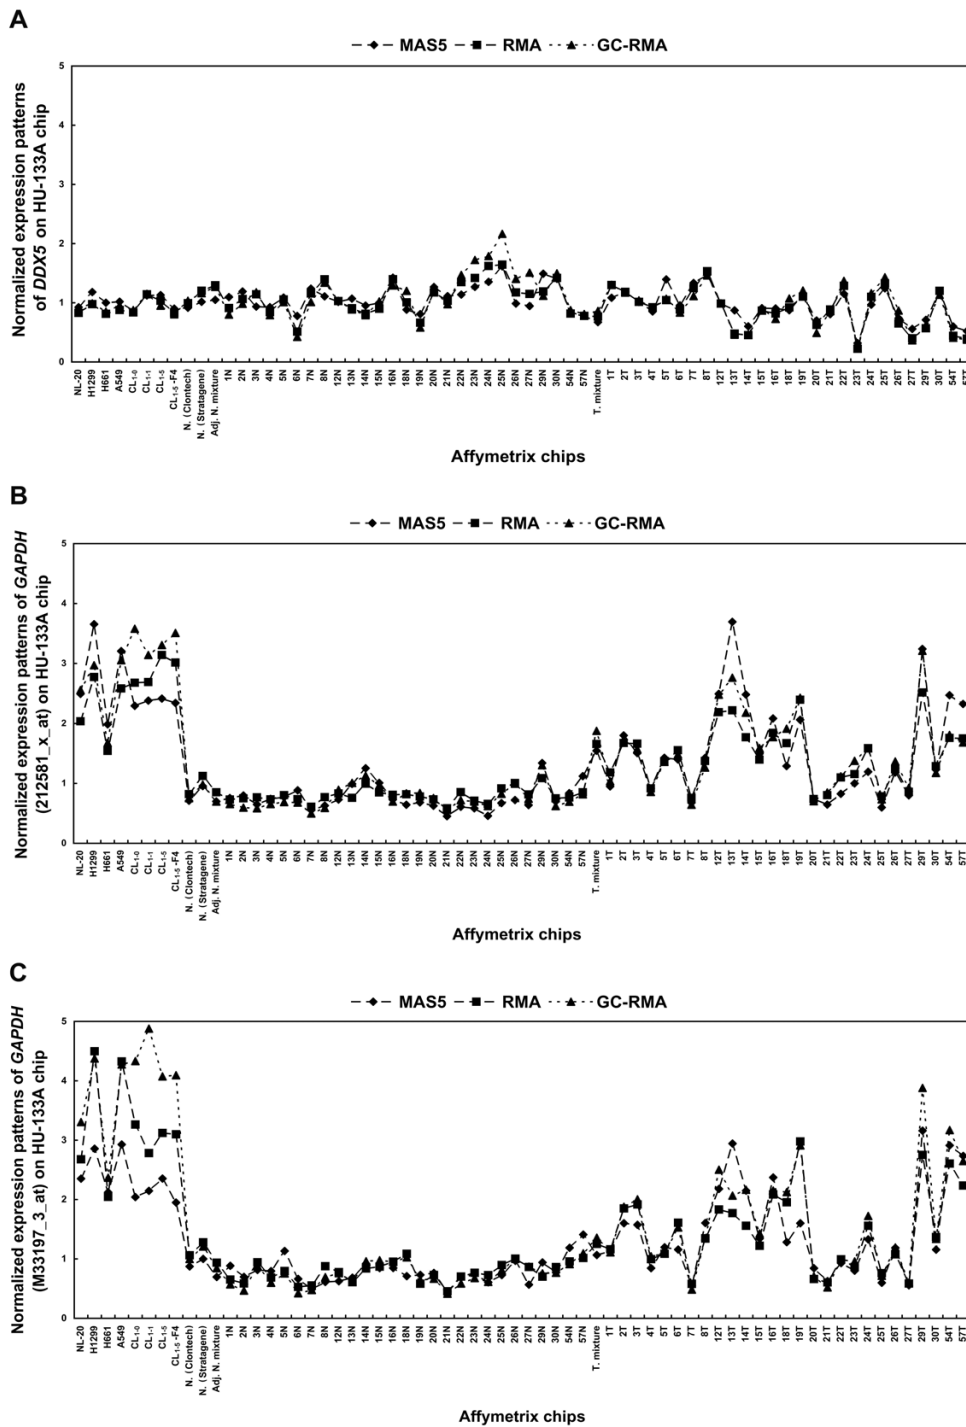 A
MAS5 RMA GC-RMA
Normalized expression patterns
of DDX5 on HU-133A chip
5
4
3
2
1
0
NL-20 H1299 H661 A549 CL1-0 CL1-1 CL1-5 CL1-5-F4 N. (Clontech) N. (Stratagene) Adj. N. mixture 1N 2N 3N 4N 5N 6N 7N 8N 12N 13N 14N 15N 16N 18N 19N 20N 21N 22N 23N 24N 25N 26N 27N 29N 30N 54N 57N T. mixture 1T 2T 3T 4T 5T 6T 7T 8T 12T 13T 14T 15T 16T 18T 19T 20T 21T 22T 23T 24T 25T 26T 27T 29T 30T 54T 57T
Affymetrix chips
B
MAS5 RMA GC-RMA
Normalized expression patterns of GAPDH
(212581_x_at) on HU-133A chip
5
4
3
2
1
0
NL-20 H1299 H661 A549 CL1-0 CL1-1 CL1-5 CL1-5-F4 N. (Clontech) N. (Stratagene) Adj. N. mixture 1N 2N 3N 4N 5N 6N 7N 8N 12N 13N 14N 15N 16N 18N 19N 20N 21N 22N 23N 24N 25N 26N 27N 29N 30N 54N 57N T. mixture 1T 2T 3T 4T 5T 6T 7T 8T 12T 13T 14T 15T 16T 18T 19T 20T 21T 22T 23T 24T 25T 26T 27T 29T 30T 54T 57T
Affymetrix chips
C
MAS5 RMA GC-RMA
Normalized expression patterns of GAPDH
(M33197_3_at) on HU-133A chip
5
4
3
2
1
0
NL-20 H1299 H661 A549 CL1-0 CL1-1 CL1-5 CL1-5-F4 N. (Clontech) N. (Stratagene) Adj. N. mixture 1N 2N 3N 4N 5N 6N 7N 8N 12N 13N 14N 15N 16N 18N 19N 20N 21N 22N 23N 24N 25N 26N 27N 29N 30N 54N 57N T. mixture 1T 2T 3T 4T 5T 6T 7T 8T 12T 13T 14T 15T 16T 18T 19T 20T 21T 22T 23T 24T 25T 26T 27T 29T 30T 54T 57T
Affymetrix chips